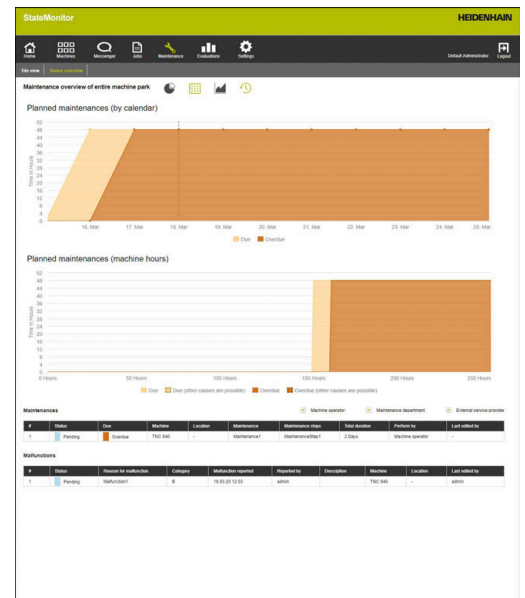 StateMonitor HEIDENHAIN
Home Machines Messenger Jobs Maintenance Evaluations Settings Default Administrator Logout
Tile view Status overview
Maintenance overview of entire machine park
Planned maintenances (by calendar)
52
48
44
40
36
32
28
24
20
16
12
8
4
0
Time in Hours
16. Mar 17. Mar 18. Mar 19. Mar 20. Mar 21. Mar 22. Mar 23. Mar 24. Mar 25. Mar
Due Overdue
Planned maintenances (machine hours)
52
48
44
40
36
32
28
24
20
16
12
8
4
Time in Hours
0 Hours 50 Hours 100 Hours 150 Hours 200 Hours 250 Hours
Due Due (other causes are possible) Overdue Overdue (other causes are possible)
Maintenances Machine operator Maintenance department External service provider
# Status Due Machine Location Maintenance Maintenance steps Total duration Perform by Last edited by
1 Pending Overdue TNC 640 - Maintenance1 MaintenanceStep1 2 Days Machine operator -
Malfunctions
# Status Reason for malfunction Category Malfunction reported Reported by Description Machine Location Last edited by
1 Pending Malfunction1 B 19.03.20 12:03 admin TNC 640 - admin